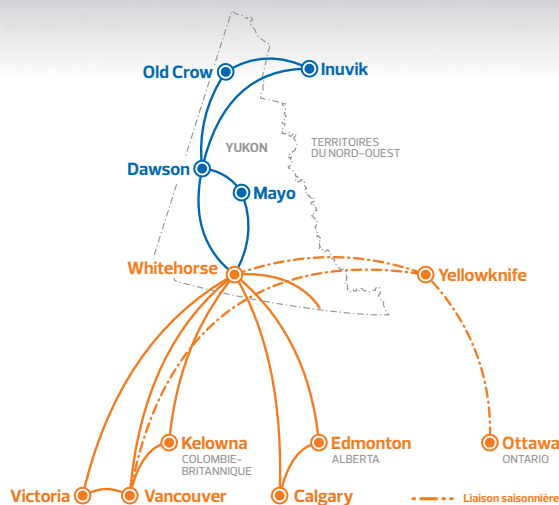 Old Crow
Inuvik
YUKON
TERRITOIRES
DU NORD-OUEST
Dawson
Mayo
Whitehorse
Yellowknife
Kelowna
COLOMBIE-
BRITANNIQUE
Edmonton
ALBERTA
Ottawa
ONTARIO
Victoria
Vancouver
Calgary
Liaison saisonnière